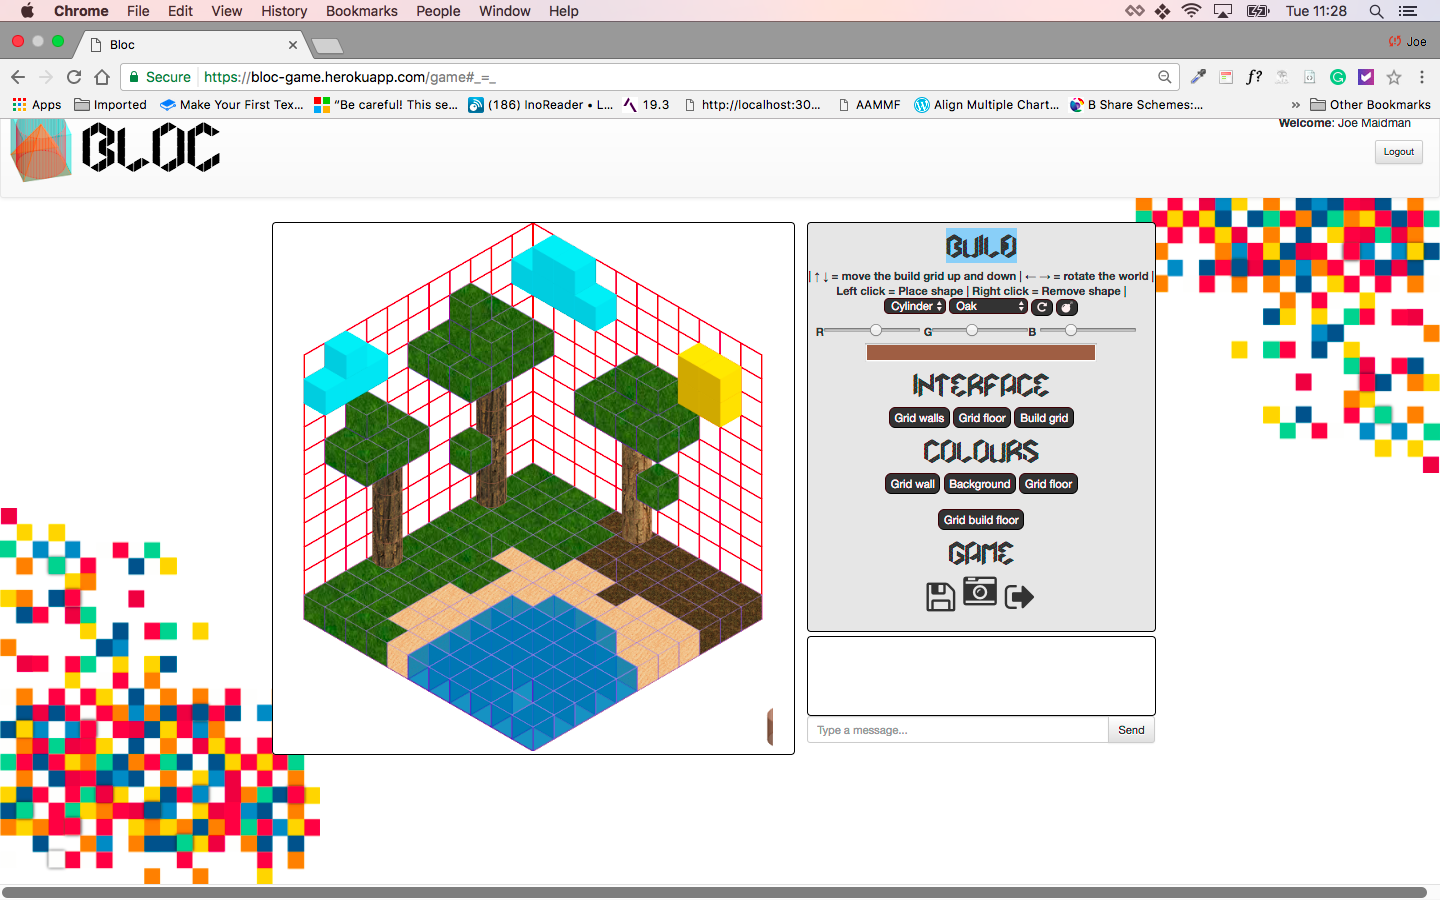 Chrome File Edit View History Bookmarks People Window Help Tue 11:28
Bloc Joe
Secure https://bloc-game.herokuapp.com/game#_=_ f?
Apps Imported Make Your First Tex... "Be careful! This se... (186) InoReader • L... 19.3 http://localhost:30... AAMMF Align Multiple Chart... B Share Schemes:... » Other Bookmarks
Welcome: Joe Maidman
BLOC
Logout
BUILD
| ↑ ↓ = move the build grid up and down | ← → = rotate the world |
Left click = Place shape | Right click = Remove shape |
Cylinder Oak
R G B
INTERFACE
Grid walls Grid floor Build grid
COLOURS
Grid wall Background Grid floor
Grid build floor
GAME
Type a message... Send